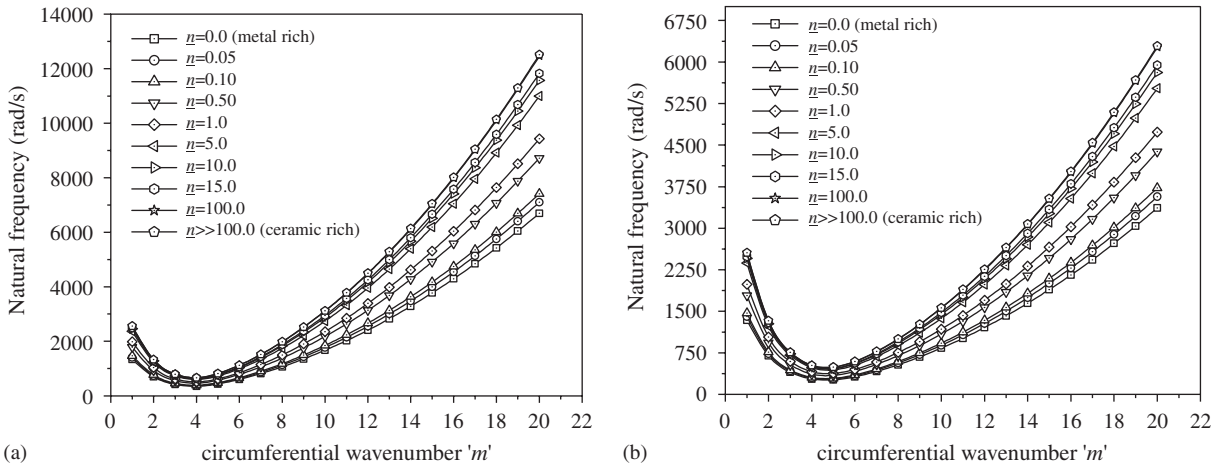 14000
12000
10000
8000
6000
4000
2000
0
Natural frequency (rad/s)
n=0.0 (metal rich)
n=0.05
n=0.10
n=0.50
n=1.0
n=5.0
n=10.0
n=15.0
n=100.0
n>>100.0 (ceramic rich)
0 2 4 6 8 10 12 14 16 18 20 22
(a)
circumferential wavenumber 'm'
6750
6000
5250
4500
3750
3000
2250
1500
750
0
Natural frequency (rad/s)
n=0.0 (metal rich)
n=0.05
n=0.10
n=0.50
n=1.0
n=5.0
n=10.0
n=15.0
n=100.0
n>>100.0 (ceramic rich)
0 2 4 6 8 10 12 14 16 18 20 22
(b)
circumferential wavenumber 'm'